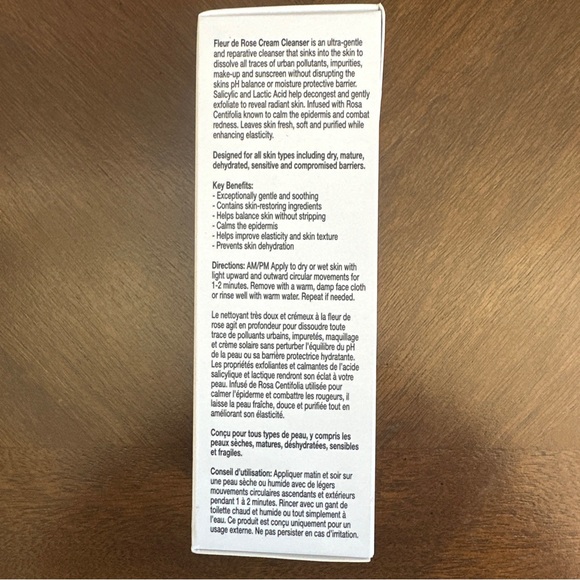 Fleur de Rose Cream Cleanser is an ultra-gentle
and reparative cleanser that sinks into the skin to
dissolve all traces of urban pollutants, impurities,
make-up and sunscreen without disrupting the
skins pH balance or moisture protective barrier.
Salicylic and Lactic Acid help decongest and gently
exfoliate to reveal radiant skin. Infused with Rosa
Centifolia known to calm the epidermis and combat
redness. Leaves skin fresh, soft and purified while
enhancing elasticity.
Designed for all skin types including dry, mature,
dehydrated, sensitive and compromised barriers.
Key Benefits:
- Exceptionally gentle and soothing
- Contains skin-restoring ingredients
- Helps balance skin without stripping
- Calms the epidermis
- Helps improve elasticity and skin texture
- Prevents skin dehydration
Directions: AM/PM Apply to dry or wet skin with
light upward and outward circular movements for
1-2 minutes. Remove with a warm, damp face cloth
or rinse well with warm water. Repeat if needed.
Le nettoyant très doux et crémeux à la fleur de
rose agit en profondeur pour dissoudre toute
trace de polluants urbains, impuretés, maquillage
et crème solaire sans perturber l'équilibre du pH
de la peau ou sa barrière protectrice hydratante.
Les propriétés exfoliantes et calmantes de l'acide
salicylique et lactique rendront son éclat à votre
peau. Infusé de Rosa Centifolia utilisée pour
calmer l'épiderme et combattre les rougeurs, il
laisse la peau fraîche, douce et purifiée tout en
améliorant son élasticité.
Conçu pour tous types de peau, y compris les
peaux sèches, matures, déshydratées, sensibles
et fragiles.
Conseil d'utilisation: Appliquer matin et soir sur
une peau sèche ou humide avec de légers
mouvements circulaires ascendants et extérieurs
pendant 1 à 2 minutes. Rincer avec un gant de
toilette chaud et humide ou tout simplement à
l'eau. Ce produit est conçu uniquement pour un
usage externe. Ne pas persister en cas d'irritation.